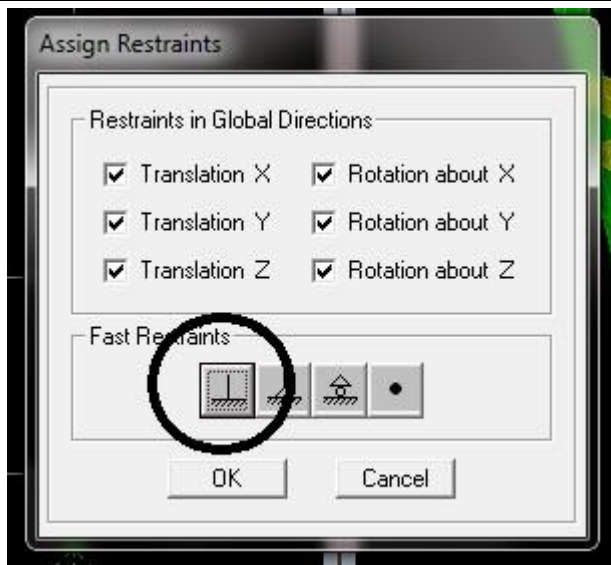 Assign Restraints
Restraints in Global Directions
Translation X Rotation about X
Translation Y Rotation about Y
Translation Z Rotation about Z
Fast Restraints
OK Cancel